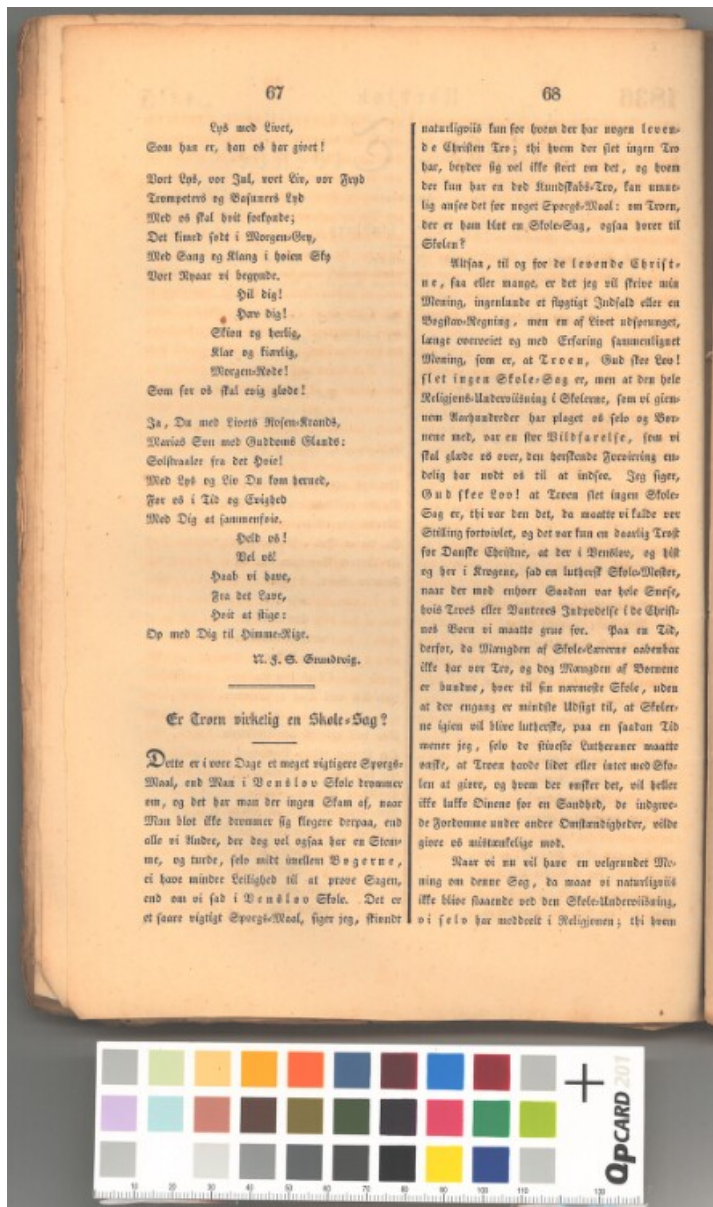 67
Lys med Livet,
Som han er, han os har givet!
Vort Lys, vor Jul, vort Liv, vor Fryd
Trompeters og Basuners Lyd
Med os skal høit forkynde;
Det kimed sødt i Morgen-Gry,
Med Sang og Klang i høien Sky
Vort Nyaar vi begynde.
Hil dig!
Hav dig!
Skiøn og herlig,
Klar og kiærlig,
Morgen-Røde!
Som for os skal evig gløde!
Ja, Du med Livets Rosen-Krands,
Marias Søn med Guddoms Glands:
Solstraaler fra det Høie!
Med Lys og Liv Du kom herned,
For os i Tid og Evighed
Med Dig at sammenføie.
Held os!
Vel os!
Haab vi have,
Fra det Lave,
Høit at stige:
Op med Dig til Himme-Rige.
N. F. S. Grundtvig.
Er Troen virkelig en Skole-Sag?
Dette er i vore Dage et meget vigtigere Spørgs-
Maal, end Man i Vensløv Skole drømmer
om, og det har man der ingen Skam af, naar
Man blot ikke drømmer sig klogere derpaa, end
alle vi Andre, der dog vel ogsaa har en Stem-
me, og turde, selv midt imellem Bøgerne,
ei have mindre Leilighed til at prøve Sagen,
end om vi sad i Vensløv Skole. Det er
et saare vigtigt Spørgs-Maal, siger jeg, skiøndt
68
naturligviis kun for hvem der har nogen leven-
de Christen Tro; thi hvem der slet ingen Tro
har, bryder sig vel ikke stort om det, og hvem
der kun har en død Kundskabs-Tro, kan umue-
lig ansee det for noget Spørgs-Maal: om Troen,
der er ham blot en Skole-Sag, ogsaa hører til
Skolen?
Altsaa, til og for de levende Christ-
ne, faa eller mange, er det jeg vil skrive min
Mening, ingenlunde et flygtigt Indfald eller en
Bogstav-Regning, men en af Livet udsprunget,
længe overveiet og med Erfaring sammenlignet
Mening, som er, at Troen, Gud skee Lov!
slet ingen Skole-Sag er, men at den hele
Religions-Underviisning i Skolerne, som vi gien-
nem Aarhundreder har plaget os selv og Bør-
nene med, var en stor Vildfarelse, som vi
skal glæde os over, den herskende Forvirring en-
delig har nødt os til at indsee. Jeg siger,
Gud skee Lov! at Troen slet ingen Skole-
Sag er, thi var den det, da maatte vi kalde vor
Stilling fortvivlet, og det var kun en daarlig Trøst
for Danske Christne, at der i Vensløv, og hist
og her i Krogene, sad en luthersk Skole-Mester,
naar der mod enhver Saadan var hele Snese,
hvis Troes eller Vantroes Indpodelse i de Christ-
nes Børn vi maatte grue for. Paa en Tid,
derfor, da Mængden af Skole-Lærerne aabenbar
ikke har vor Tro, og dog Mængden af Børnene
er bundne, hver til sin nærmeste Skole, uden
at der engang er mindste Udsigt til, at Skoler-
ne igien vil blive lutherske, paa en saadan Tid
mener jeg, selv de stiveste Lutheraner maatte
ønske, at Troen havde lidet eller intet med Sko-
len at giøre, og hvem der ønsker det, vil heller
ikke lukke Øinene for en Sandhed, de indgroe-
de Fordomme under andre Omstændigheder, vilde
giøre os mistænkelige mod.
Naar vi nu vil have en velgrundet Me-
ning om denne Sag, da maae vi naturligviis
ikke blive staaende ved den Skole-Underviisning,
vi selv har meddeelt i Religionen; thi hvem
QPCARD 201
10 20 30 40 50 60 70 80 90 100 110 130